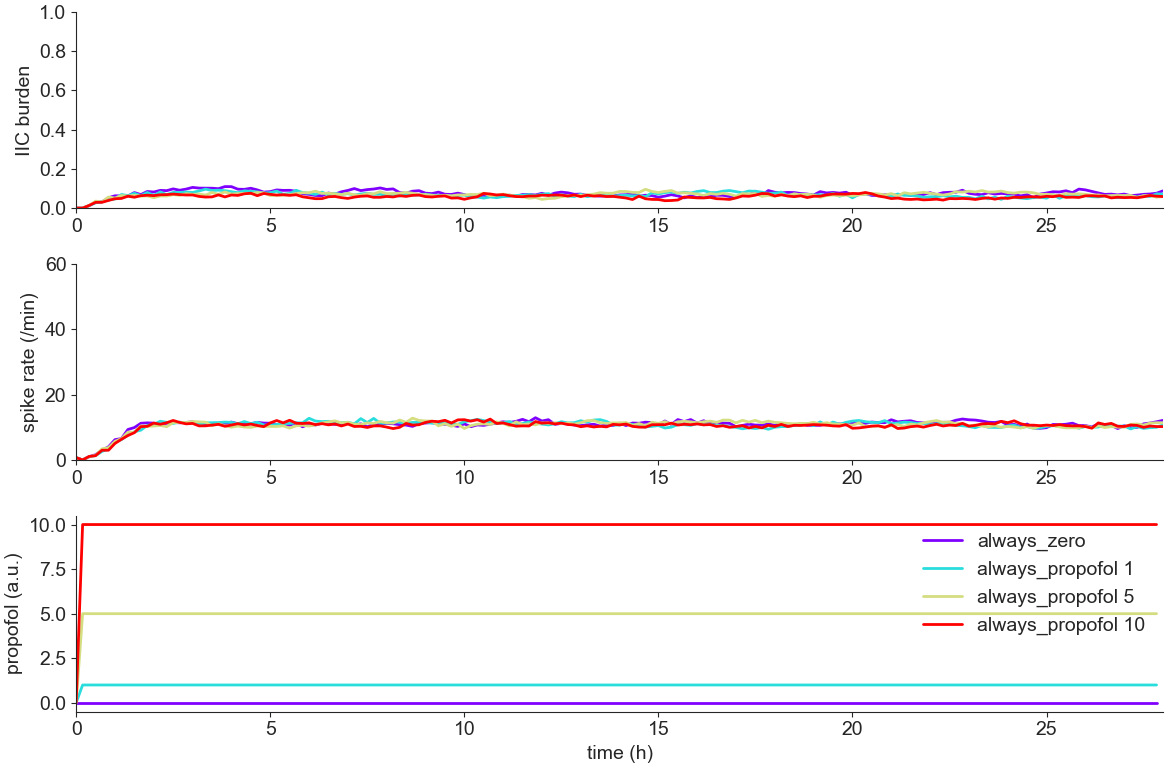 1.0
0.8
0.6
0.4
0.2
0.0
IIC burden
0 5 10 15 20 25
60
40
20
0
spike rate (/min)
0 5 10 15 20 25
10.0
7.5
5.0
2.5
0.0
propofol (a.u.)
always_zero
always_propofol 1
always_propofol 5
always_propofol 10
0 5 10 15 20 25
time (h)